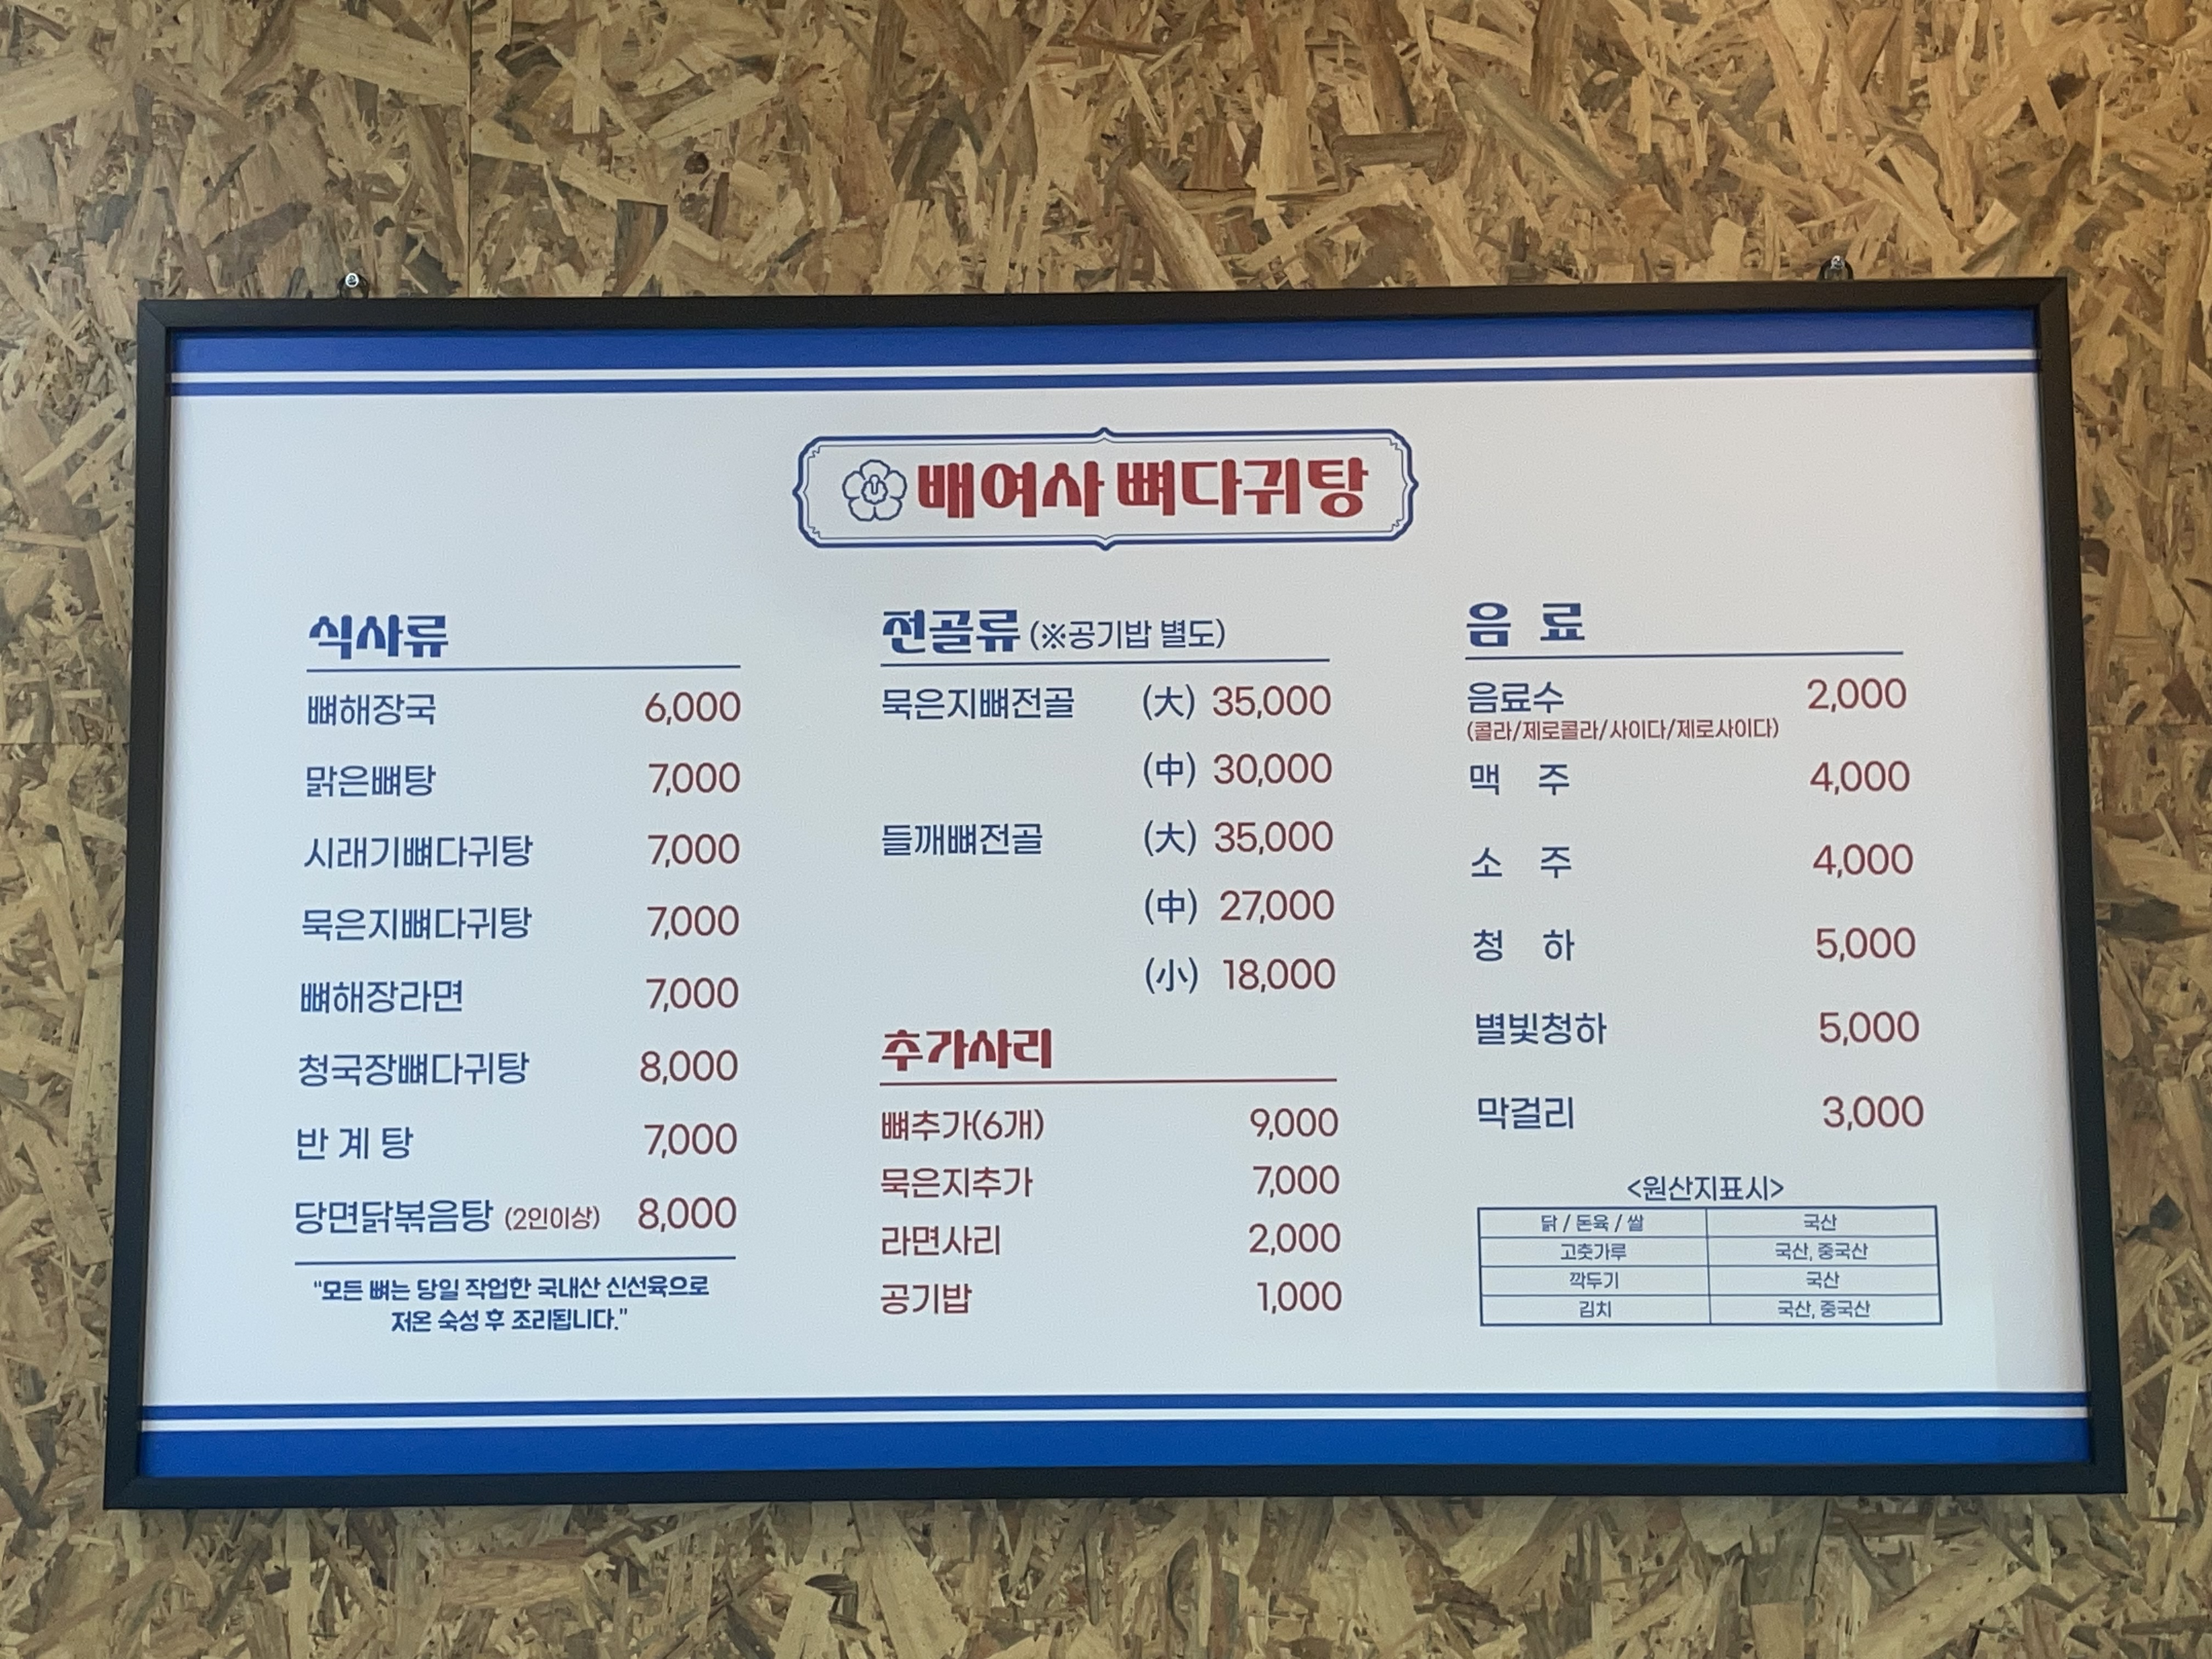 배여사 뼈다귀탕
식사류
뼈해장국 6,000
맑은뼈탕 7,000
시래기뼈다귀탕 7,000
묵은지뼈다귀탕 7,000
뼈해장라면 7,000
청국장뼈다귀탕 8,000
반 계 탕 7,000
당면닭볶음탕 (2인이상) 8,000
“모든 뼈는 당일 작업한 국내산 신선육으로
저온 숙성 후 조리됩니다.”
전골류 (※공기밥 별도)
묵은지뼈전골 (大) 35,000
(中) 30,000
들깨뼈전골 (大) 35,000
(中) 27,000
(小) 18,000
추가사리
뼈추가(6개) 9,000
묵은지추가 7,000
라면사리 2,000
공기밥 1,000
음 료
음료수 2,000
(콜라/제로콜라/사이다/제로사이다)
맥 주 4,000
소 주 4,000
청 하 5,000
별빛청하 5,000
막걸리 3,000
<원산지표시>
닭 / 돈육 / 쌀 국산
고춧가루 국산, 중국산
깍두기 국산
김치 국산, 중국산